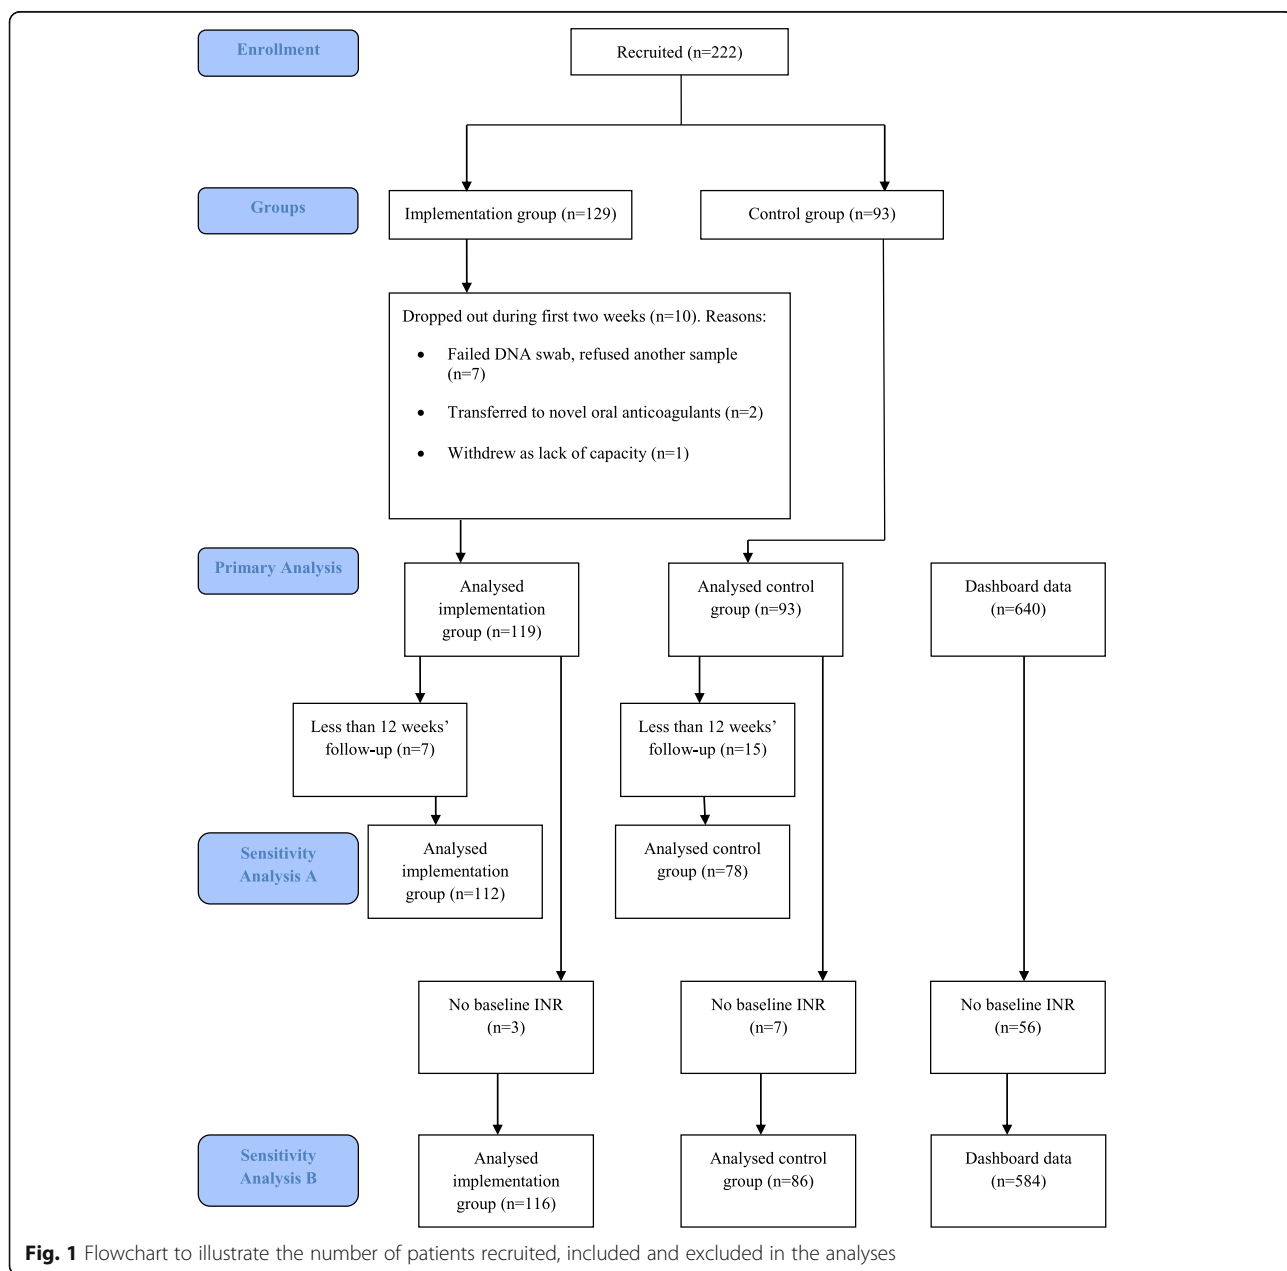 Enrollment
Recruited (n=222)
Groups
Implementation group (n=129)
Control group (n=93)
Dropped out during first two weeks (n=10). Reasons:
• Failed DNA swab, refused another sample
(n=7)
• Transferred to novel oral anticoagulants (n=2)
• Withdrew as lack of capacity (n=1)
Primary Analysis
Analysed
implementation
group (n=119)
Analysed control
group (n=93)
Dashboard data
(n=640)
Less than 12 weeks’
follow-up (n=7)
Less than 12 weeks’
follow-up (n=15)
Sensitivity
Analysis A
Analysed
implementation
group (n=112)
Analysed control
group (n=78)
No baseline INR
(n=3)
No baseline INR
(n=7)
No baseline INR
(n=56)
Sensitivity
Analysis B
Analysed
implementation
group (n=116)
Analysed control
group (n=86)
Dashboard data
(n=584)
Fig. 1 Flowchart to illustrate the number of patients recruited, included and excluded in the analyses